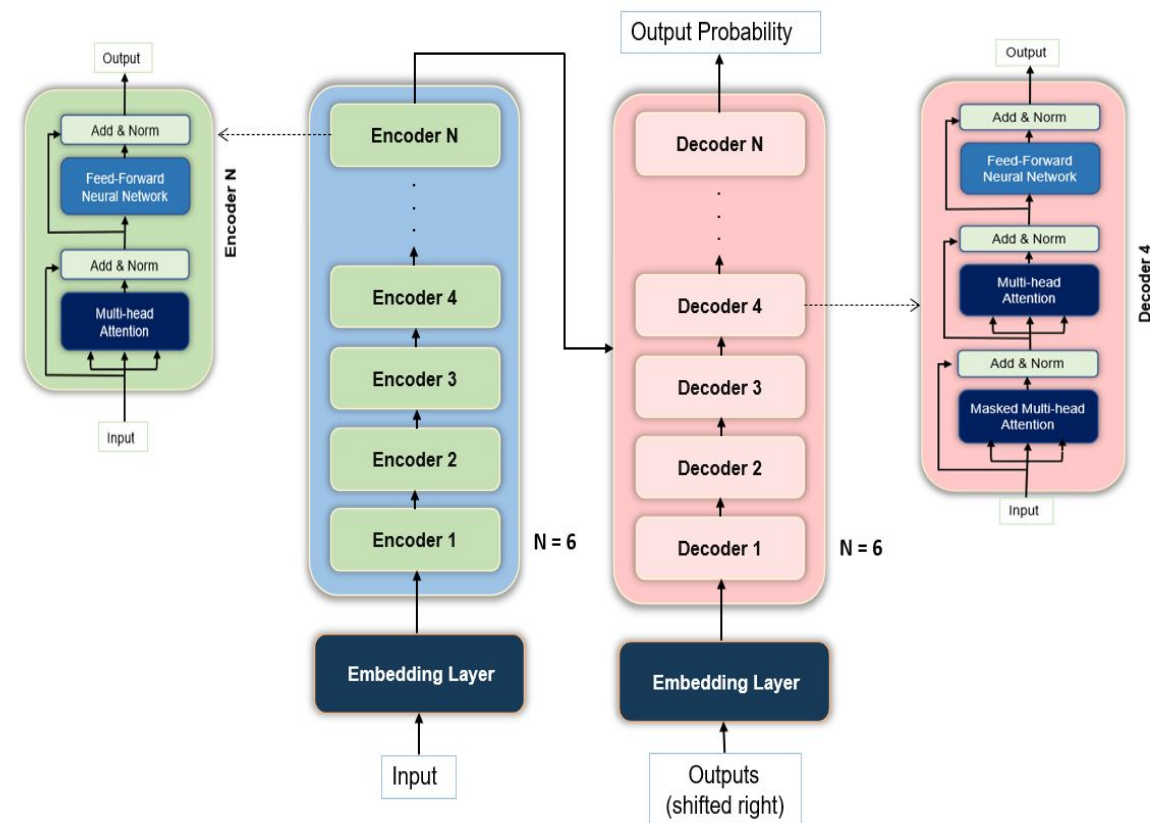 Output
Add & Norm
Feed-Forward
Neural Network
Add & Norm
Multi-head
Attention
Input
Encoder N
Encoder N
.
.
.
Encoder 4
Encoder 3
Encoder 2
Encoder 1
N = 6
Embedding Layer
Input
Output Probability
Decoder N
.
.
.
Decoder 4
Decoder 3
Decoder 2
Decoder 1
N = 6
Embedding Layer
Outputs
(shifted right)
Output
Add & Norm
Feed-Forward
Neural Network
Add & Norm
Multi-head
Attention
Add & Norm
Masked Multi-head
Attention
Input
Decoder 4